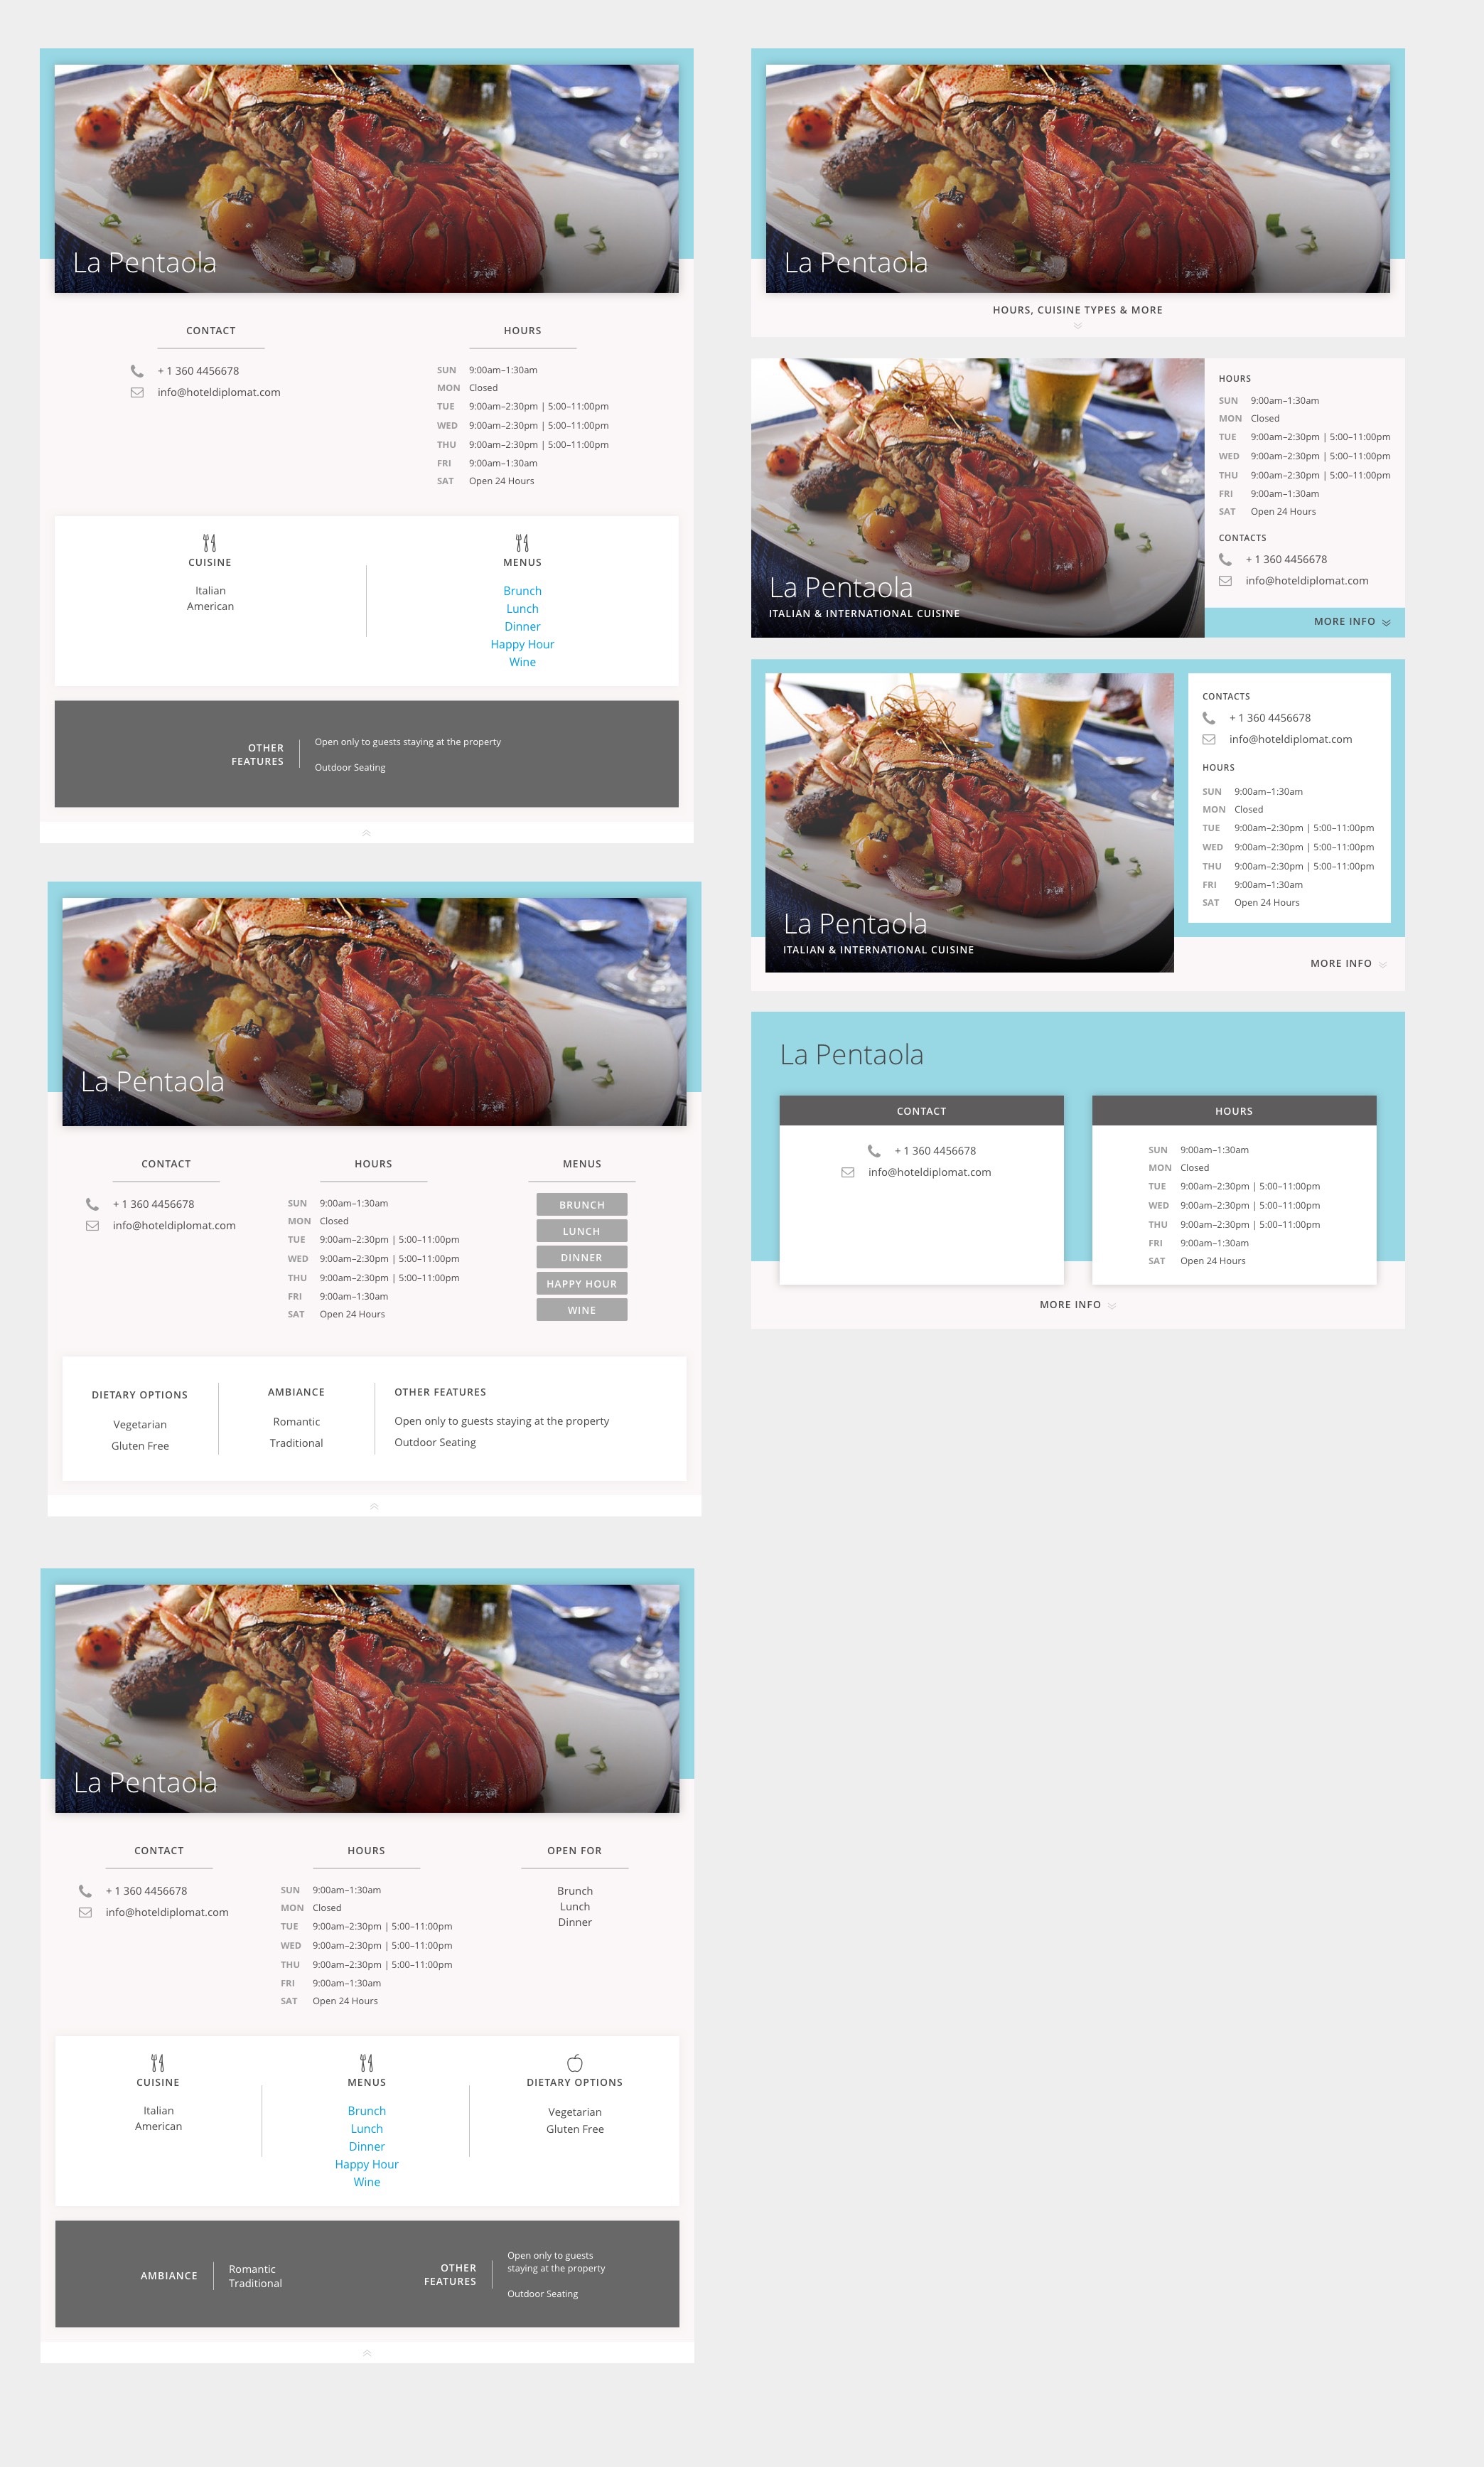 La Pentaola
CONTACT
+ 1 360 4456678
info@hoteldiplomat.com
HOURS
SUN 9:00am–1:30am
MON Closed
TUE 9:00am–2:30pm | 5:00–11:00pm
WED 9:00am–2:30pm | 5:00–11:00pm
THU 9:00am–2:30pm | 5:00–11:00pm
FRI 9:00am–1:30am
SAT Open 24 Hours
CUISINE
Italian
American
MENUS
Brunch
Lunch
Dinner
Happy Hour
Wine
OTHER
FEATURES
Open only to guests staying at the property
Outdoor Seating
La Pentaola
CONTACT
+ 1 360 4456678
info@hoteldiplomat.com
HOURS
SUN 9:00am–1:30am
MON Closed
TUE 9:00am–2:30pm | 5:00–11:00pm
WED 9:00am–2:30pm | 5:00–11:00pm
THU 9:00am–2:30pm | 5:00–11:00pm
FRI 9:00am–1:30am
SAT Open 24 Hours
MENUS
BRUNCH
LUNCH
DINNER
HAPPY HOUR
WINE
DIETARY OPTIONS
Vegetarian
Gluten Free
AMBIANCE
Romantic
Traditional
OTHER FEATURES
Open only to guests staying at the property
Outdoor Seating
La Pentaola
CONTACT
+ 1 360 4456678
info@hoteldiplomat.com
HOURS
SUN 9:00am–1:30am
MON Closed
TUE 9:00am–2:30pm | 5:00–11:00pm
WED 9:00am–2:30pm | 5:00–11:00pm
THU 9:00am–2:30pm | 5:00–11:00pm
FRI 9:00am–1:30am
SAT Open 24 Hours
OPEN FOR
Brunch
Lunch
Dinner
CUISINE
Italian
American
MENUS
Brunch
Lunch
Dinner
Happy Hour
Wine
DIETARY OPTIONS
Vegetarian
Gluten Free
AMBIANCE
Romantic
Traditional
OTHER
FEATURES
Open only to guests
staying at the property
Outdoor Seating
La Pentaola
HOURS, CUISINE TYPES & MORE
La Pentaola
ITALIAN & INTERNATIONAL CUISINE
HOURS
SUN 9:00am–1:30am
MON Closed
TUE 9:00am–2:30pm | 5:00–11:00pm
WED 9:00am–2:30pm | 5:00–11:00pm
THU 9:00am–2:30pm | 5:00–11:00pm
FRI 9:00am–1:30am
SAT Open 24 Hours
CONTACTS
+ 1 360 4456678
info@hoteldiplomat.com
MORE INFO
La Pentaola
ITALIAN & INTERNATIONAL CUISINE
CONTACTS
+ 1 360 4456678
info@hoteldiplomat.com
HOURS
SUN 9:00am–1:30am
MON Closed
TUE 9:00am–2:30pm | 5:00–11:00pm
WED 9:00am–2:30pm | 5:00–11:00pm
THU 9:00am–2:30pm | 5:00–11:00pm
FRI 9:00am–1:30am
SAT Open 24 Hours
MORE INFO
La Pentaola
CONTACT
+ 1 360 4456678
info@hoteldiplomat.com
HOURS
SUN 9:00am–1:30am
MON Closed
TUE 9:00am–2:30pm | 5:00–11:00pm
WED 9:00am–2:30pm | 5:00–11:00pm
THU 9:00am–2:30pm | 5:00–11:00pm
FRI 9:00am–1:30am
SAT Open 24 Hours
MORE INFO